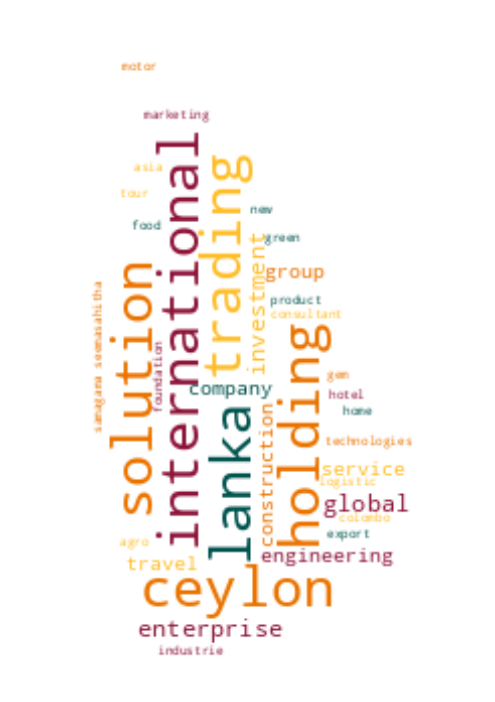 motor
marketing
international
trading
asia
tour
new
food
green
investment
solution
group
samagama seemasahitha
product
consultant
holding
foundation
gem
company
hotel
lanka
construction
home
technologies
service
logistic
global
colombo
export
agro
engineering
travel
ceylon
enterprise
industrie